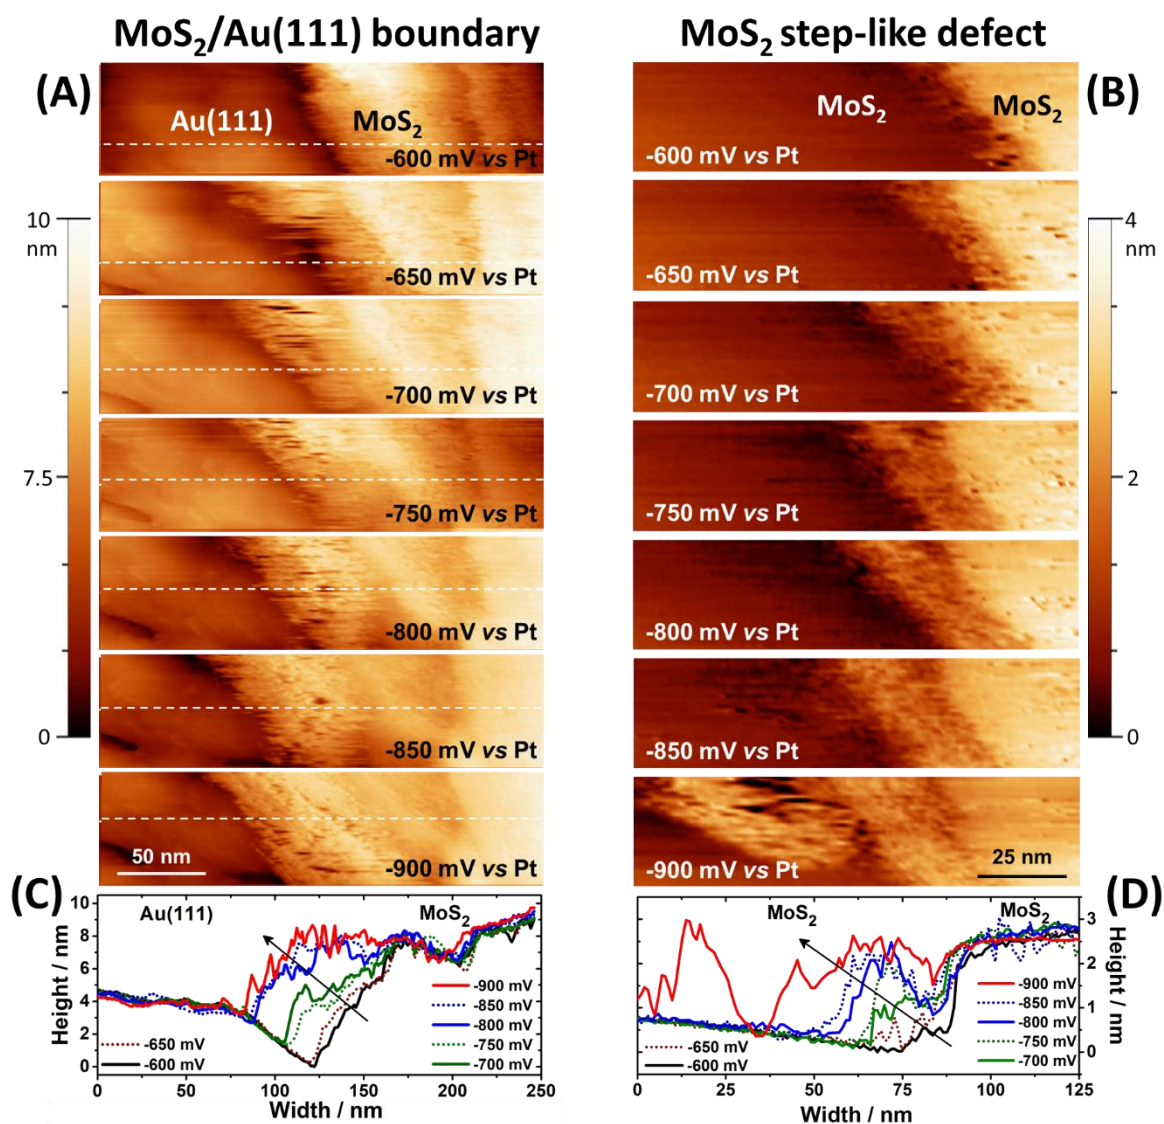 MoS2/Au(111) boundary
(A)
Au(111)
MoS2
-600 mV vs Pt
-650 mV vs Pt
-700 mV vs Pt
-750 mV vs Pt
-800 mV vs Pt
-850 mV vs Pt
-900 mV vs Pt
50 nm
10
nm
7.5
0
MoS2 step-like defect
(B)
MoS2
MoS2
-600 mV vs Pt
-650 mV vs Pt
-700 mV vs Pt
-750 mV vs Pt
-800 mV vs Pt
-850 mV vs Pt
-900 mV vs Pt
25 nm
4
nm
2
0
(C)
Au(111)
MoS2
10
8
6
4
2
0
Height / nm
-900 mV
-850 mV
-800 mV
-750 mV
-700 mV
-650 mV
-600 mV
0
50
100
150
200
250
Width / nm
(D)
MoS2
MoS2
3
2
1
0
Height / nm
-900 mV
-850 mV
-800 mV
-750 mV
-700 mV
-650 mV
-600 mV
0
25
50
75
100
125
Width / nm